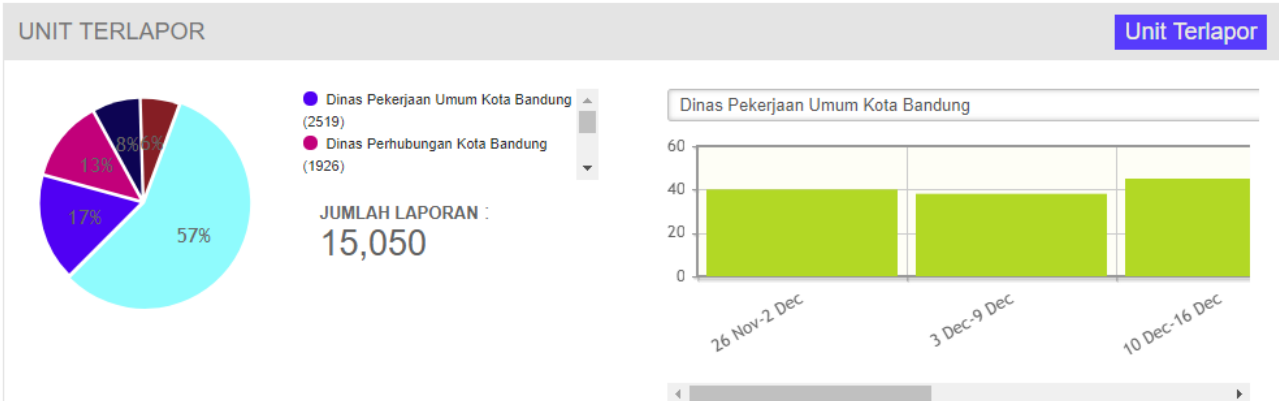 UNIT TERLAPOR
Unit Terlapor
8%
6%
13%
17%
57%
Dinas Pekerjaan Umum Kota Bandung
(2519)
Dinas Perhubungan Kota Bandung
(1926)
JUMLAH LAPORAN :
15,050
Dinas Pekerjaan Umum Kota Bandung
60
40
20
0
26 Nov-2 Dec
3 Dec-9 Dec
10 Dec-16 Dec